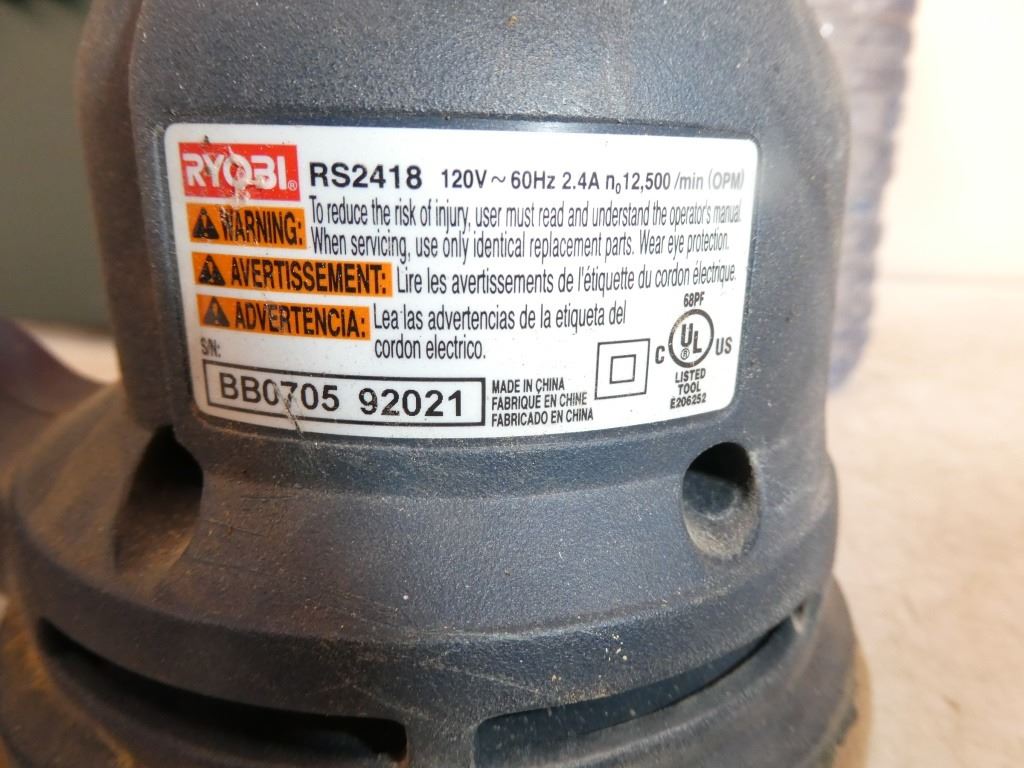 RYOBI® RS2418 120V ~ 60Hz 2.4A n₀12,500 /min (OPM)
WARNING: To reduce the risk of injury, user must read and understand the operator's manual.
When servicing, use only identical replacement parts. Wear eye protection.
AVERTISSEMENT: Lire les avertissements de l'étiquette du cordon électrique.
ADVERTENCIA: Lea las advertencias de la etiqueta del
cordon electrico.
S/N:
BB0705 92021
MADE IN CHINA
FABRIQUE EN CHINE
FABRICADO EN CHINA
68PF
C UL® US
LISTED
TOOL
E206252